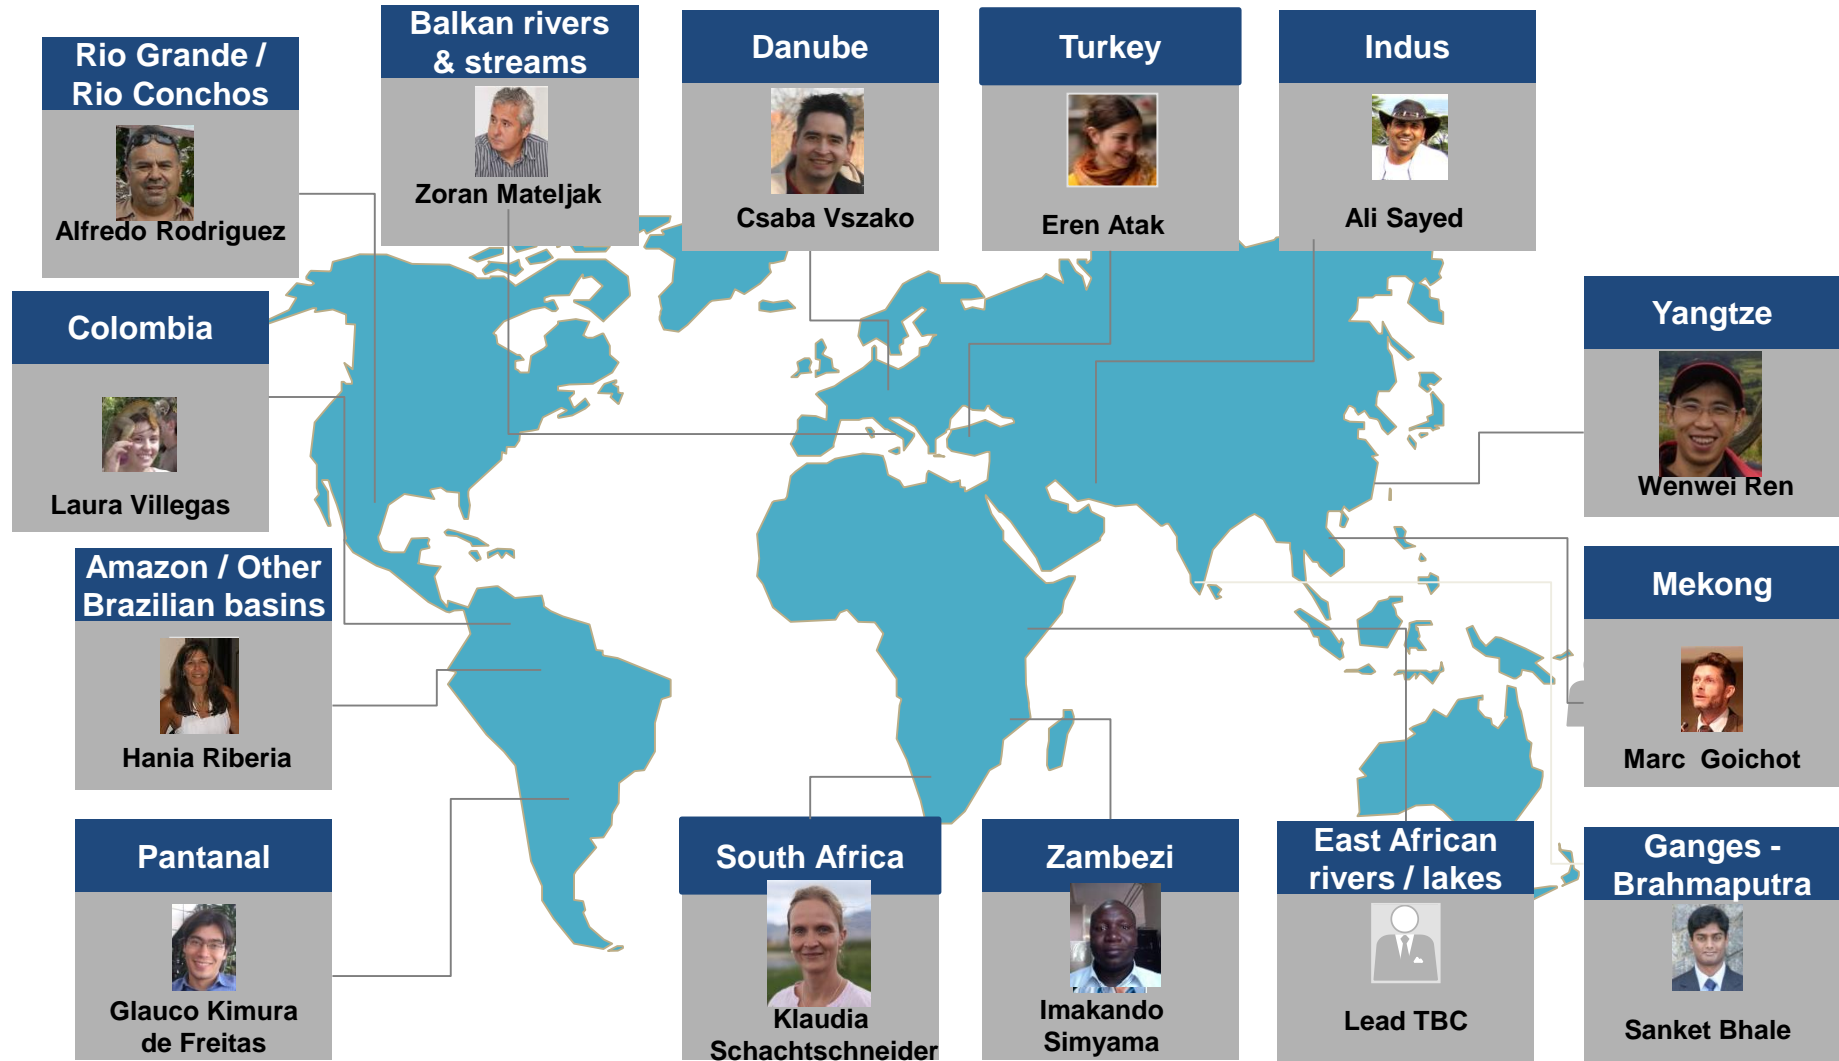 Rio Grande /
Rio Conchos
Alfredo Rodriguez
Balkan rivers
& streams
Zoran Mateljak
Danube
Csaba Vszako
Turkey
Eren Atak
Indus
Ali Sayed
Colombia
Laura Villegas
Yangtze
Wenwei Ren
Amazon / Other
Brazilian basins
Hania Riberia
Mekong
Marc  Goichot
Pantanal
Glauco Kimura
de Freitas
South Africa
Klaudia
Schachtschneider
Zambezi
Imakando
Simyama
East African
rivers / lakes
Lead TBC
Ganges -
Brahmaputra
Sanket Bhale